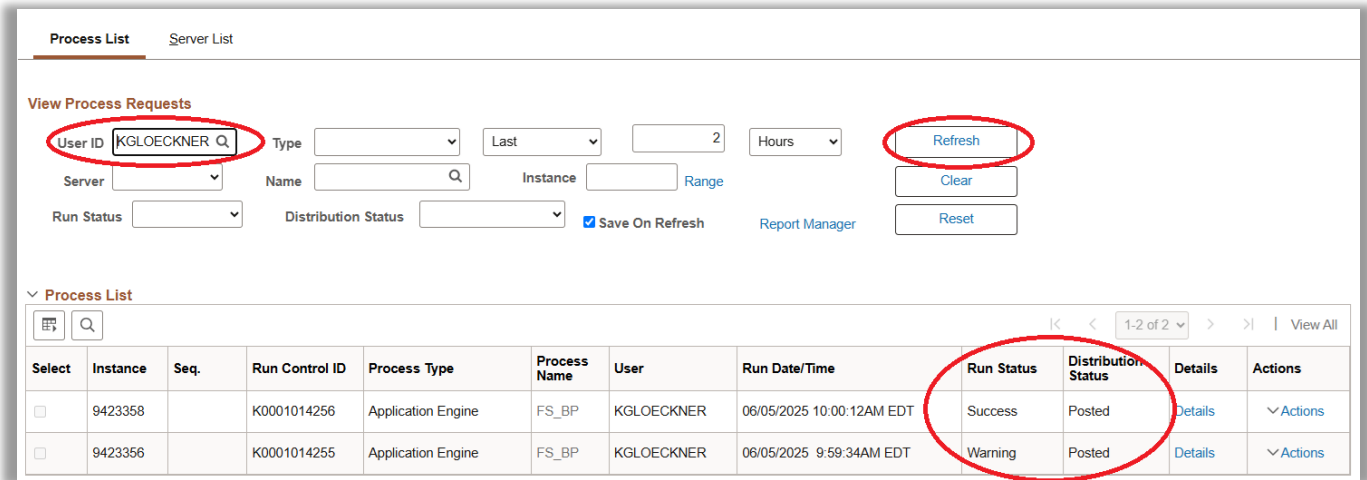 Process List Server List
View Process Requests
User ID KGLOECKNER Type Last 2 Hours Refresh
Server Name Instance Range Clear
Run Status Distribution Status Save On Refresh Report Manager Reset
Process List
1-2 of 2 | View All
Select Instance Seq. Run Control ID Process Type Process Name User Run Date/Time Run Status Distribution Status Details Actions
9423358 K0001014256 Application Engine FS_BP KGLOECKNER 06/05/2025 10:00:12AM EDT Success Posted Details Actions
9423356 K0001014255 Application Engine FS_BP KGLOECKNER 06/05/2025 9:59:34AM EDT Warning Posted Details Actions